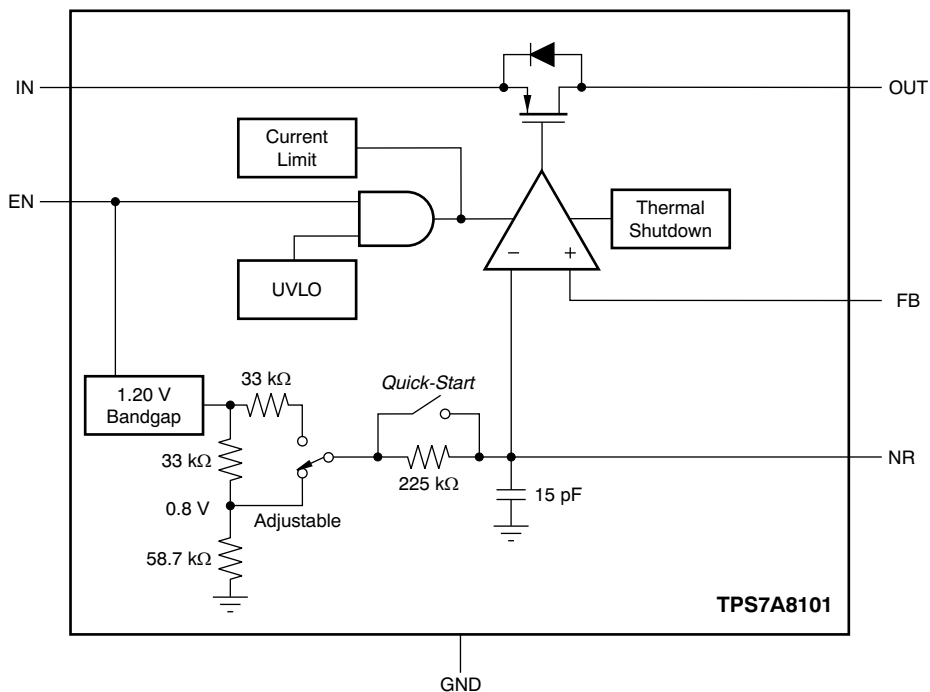 IN
OUT
Current
Limit
EN
Thermal
Shutdown
− +
UVLO
FB
1.20 V
Bandgap
33 kΩ
Quick-Start
33 kΩ
225 kΩ
NR
15 pF
0.8 V
Adjustable
58.7 kΩ
TPS7A8101
GND